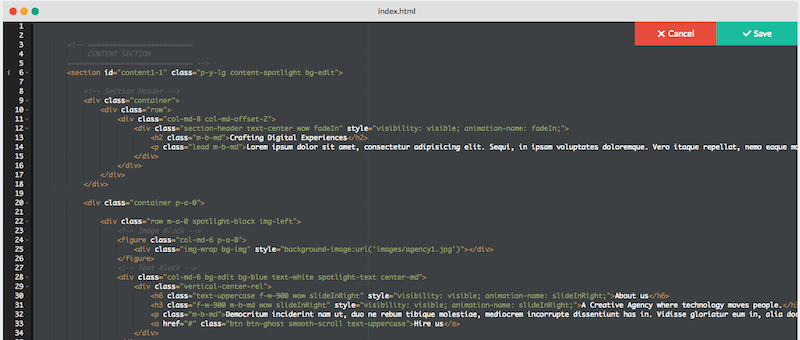 index.html
✕ Cancel
✓ Save
1
2
3 <!-- ==============================
4 CONTENT SECTION
5 ============================== -->
i 6 <section id="content1-1" class="p-y-lg content-spotlight bg-edit">
7
8 <!-- Section Header -->
9 <div class="container">
10 <div class="row">
11 <div class="col-md-8 col-md-offset-2">
12 <div class="section-header text-center wow fadeIn" style="visibility: visible; animation-name: fadeIn;">
13 <h2 class="m-b-md">Crafting Digital Experiences</h2>
14 <p class="lead m-b-md">Lorem ipsum dolor sit amet, consectetur adipisicing elit. Sequi, in ipsam voluptates doloremque. Vero itaque repellat, nemo eaque mo
15 </div>
16 </div>
17 </div>
18 </div>
19
20 <div class="container p-a-0">
21
22 <div class="row m-a-0 spotlight-block img-left">
23 <!-- Image Block -->
24 <figure class="col-md-6 p-a-0">
25 <div class="img-wrap bg-img" style="background-image:url('images/agency1.jpg')"></div>
26 </figure>
27 <!-- Text Block -->
28 <div class="col-md-6 bg-edit bg-blue text-white spotlight-text center-md">
29 <div class="vertical-center-rel">
30 <h6 class="text-uppercase f-w-900 wow slideInRight" style="visibility: visible; animation-name: slideInRight;">About us</h6>
31 <h3 class="f-w-900 m-b-md wow slideInRight" style="visibility: visible; animation-name: slideInRight;">A Creative Agency where technology moves people.</h3
32 <p class="m-b-md">Democritum inciderint nam ut, duo ne rebum tibique molestiae, mediocrem incorrupte dissentiunt has in. Vidisse gloriatur eum in, alia doc
33 <a href="#" class="btn btn-ghost smooth-scroll text-uppercase">Hire us</a>
34 </div>